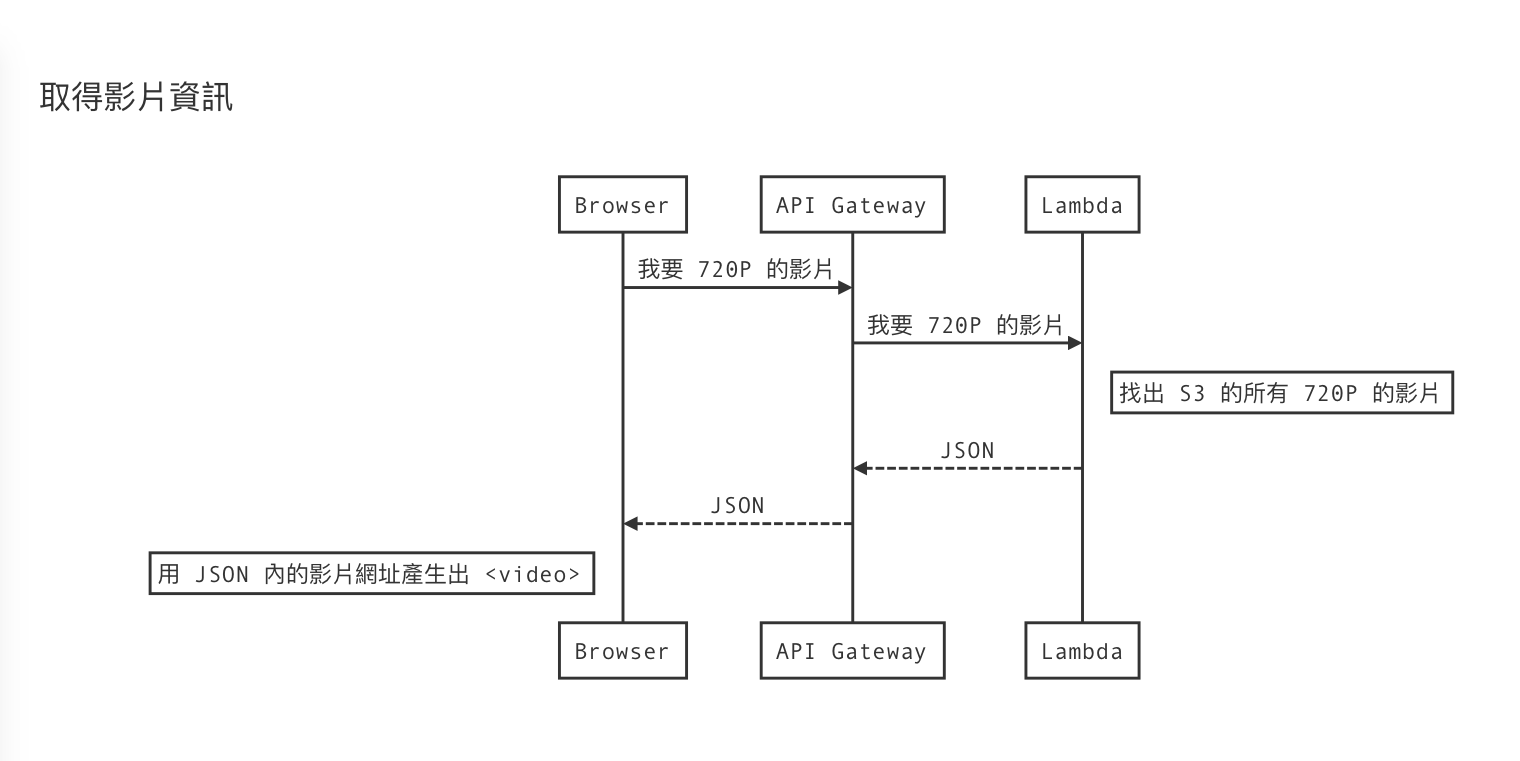 取得影片資訊
Browser
API Gateway
Lambda
我要 720P 的影片
我要 720P 的影片
找出 S3 的所有 720P 的影片
JSON
JSON
用 JSON 內的影片網址產生出 <video>
Browser
API Gateway
Lambda